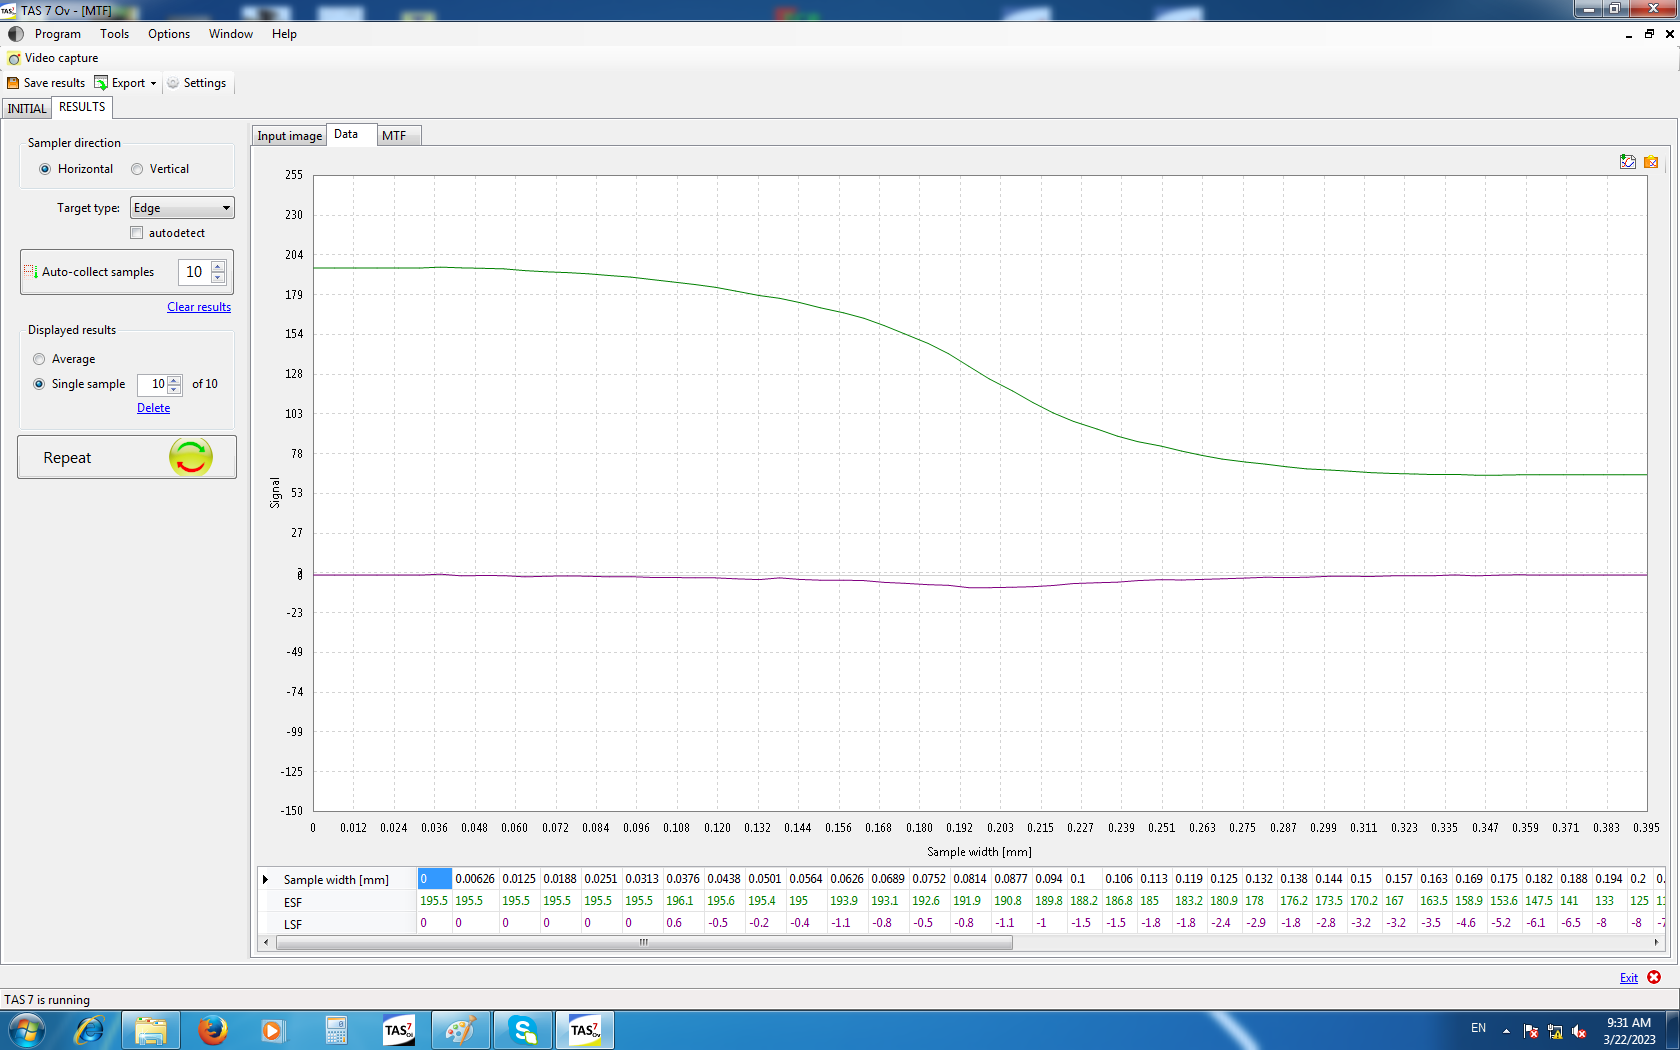 TAS 7 Ov - [MTF]
Program Tools Options Window Help
Video capture
Save results Export Settings
INITIAL RESULTS
Sampler direction
Horizontal Vertical
Target type: Edge
autodetect
Auto-collect samples 10
Clear results
Displayed results
Average
Single sample 10 of 10
Delete
Repeat
Input image Data MTF
255
230
204
179
154
128
103
78
53
27
0
-23
-49
-74
-99
-125
-150
Signal
0 0.012 0.024 0.036 0.048 0.060 0.072 0.084 0.096 0.108 0.120 0.132 0.144 0.156 0.168 0.180 0.192 0.203 0.215 0.227 0.239 0.251 0.263 0.275 0.287 0.299 0.311 0.323 0.335 0.347 0.359 0.371 0.383 0.395
Sample width [mm]
Sample width [mm] 0 0.00626 0.0125 0.0188 0.0251 0.0313 0.0376 0.0438 0.0501 0.0564 0.0626 0.0689 0.0752 0.0814 0.0877 0.094 0.1 0.106 0.113 0.119 0.125 0.132 0.138 0.144 0.15 0.157 0.163 0.169 0.175 0.182 0.188 0.194 0.2
ESF 195.5 195.5 195.5 195.5 195.5 195.5 196.1 195.6 195.4 195 193.9 193.1 192.6 191.9 190.8 189.8 188.2 186.8 185 183.2 180.9 178 176.2 173.5 170.2 167 163.5 158.9 153.6 147.5 141 133 125
LSF 0 0 0 0 0 0 0.6 -0.5 -0.2 -0.4 -1.1 -0.8 -0.5 -0.8 -1.1 -1 -1.5 -1.5 -1.8 -1.8 -2.4 -2.9 -1.8 -2.8 -3.2 -3.2 -3.5 -4.6 -5.2 -6.1 -6.5 -8 -8
Exit
TAS 7 is running
TAS 7 Ol
TAS 7 Ov
EN
9:31 AM
3/22/2023